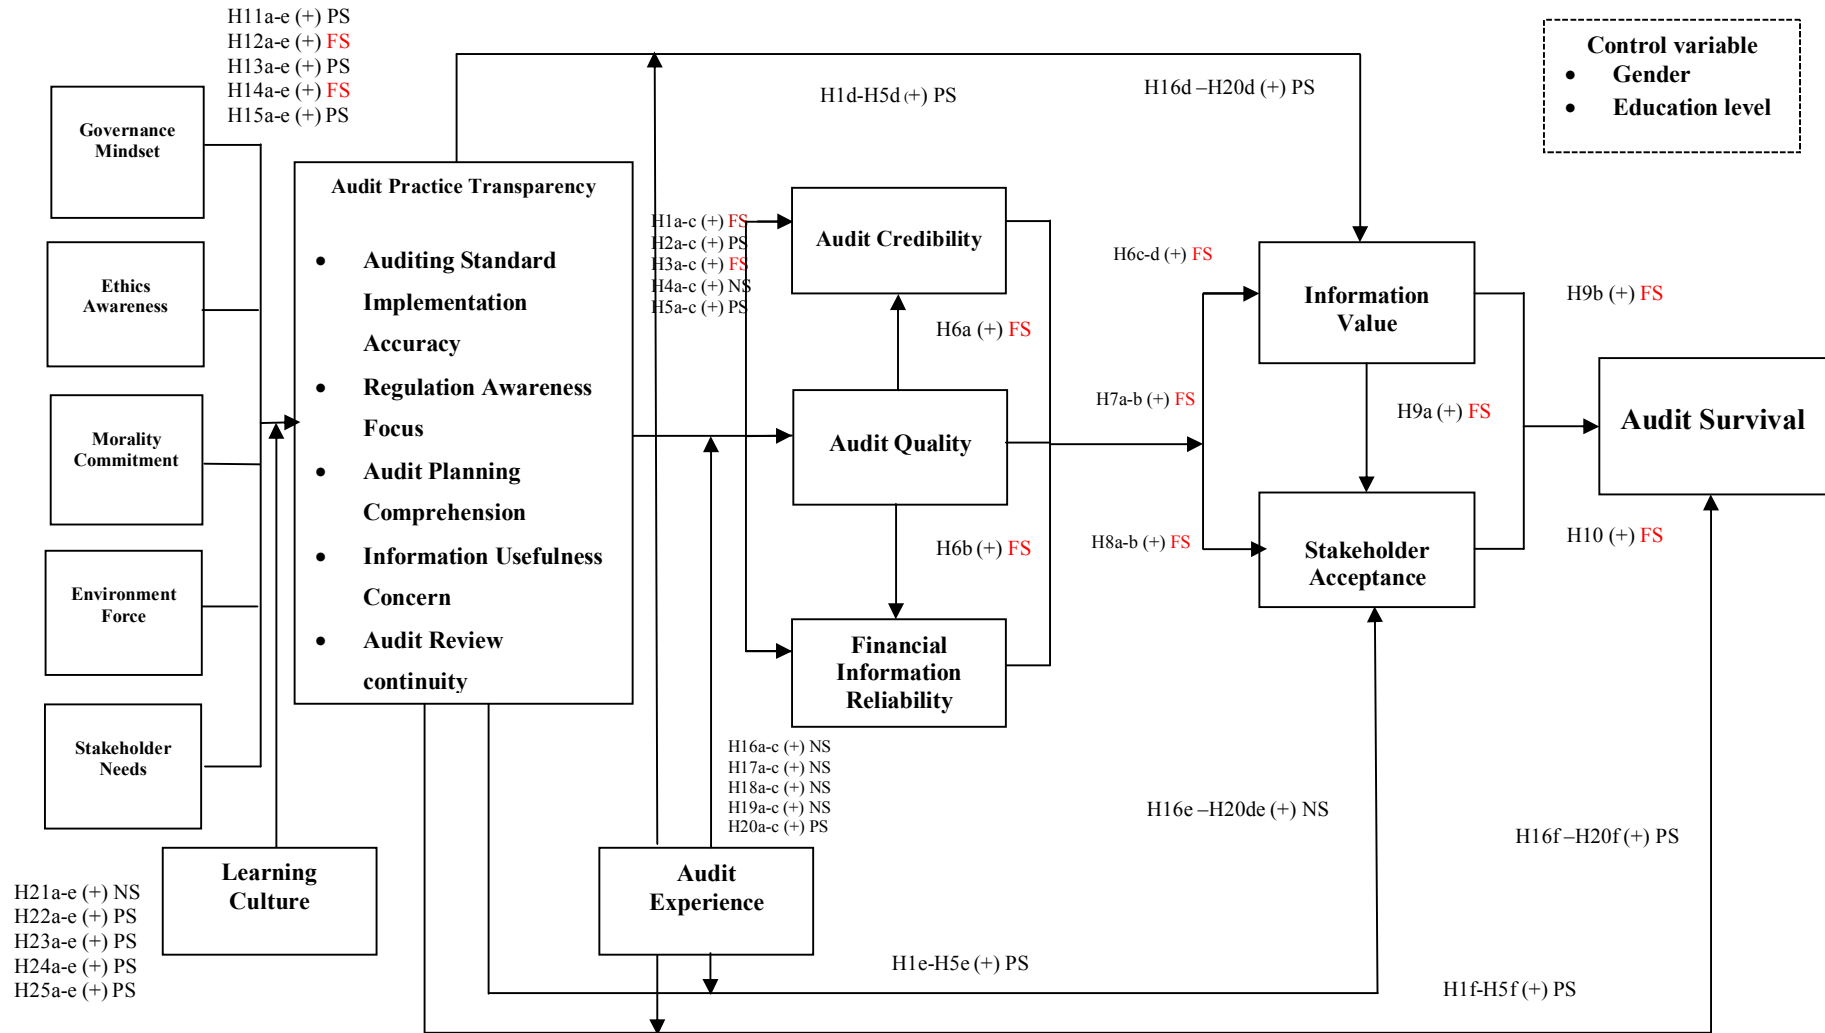 H11a-e (+) PS
H12a-e (+) FS
H13a-e (+) PS
H14a-e (+) FS
H15a-e (+) PS
Control variable
• Gender
• Education level
Governance
Mindset
Ethics
Awareness
Morality
Commitment
Environment
Force
Stakeholder
Needs
Audit Practice Transparency
• Auditing Standard
Implementation
Accuracy
• Regulation Awareness
Focus
• Audit Planning
Comprehension
• Information Usefulness
Concern
• Audit Review
continuity
H1d-H5d (+) PS
H16d –H20d (+) PS
H1a-c (+) FS
H2a-c (+) PS
H3a-c (+) FS
H4a-c (+) NS
H5a-c (+) PS
Audit Credibility
H6a (+) FS
Audit Quality
H6b (+) FS
Financial
Information
Reliability
H6c-d (+) FS
H7a-b (+) FS
H8a-b (+) FS
Information
Value
H9a (+) FS
Stakeholder
Acceptance
H9b (+) FS
Audit Survival
H10 (+) FS
H16a-c (+) NS
H17a-c (+) NS
H18a-c (+) NS
H19a-c (+) NS
H20a-c (+) PS
H16e –H20de (+) NS
H16f –H20f (+) PS
Learning
Culture
Audit
Experience
H21a-e (+) NS
H22a-e (+) PS
H23a-e (+) PS
H24a-e (+) PS
H25a-e (+) PS
H1e-H5e (+) PS
H1f-H5f (+) PS